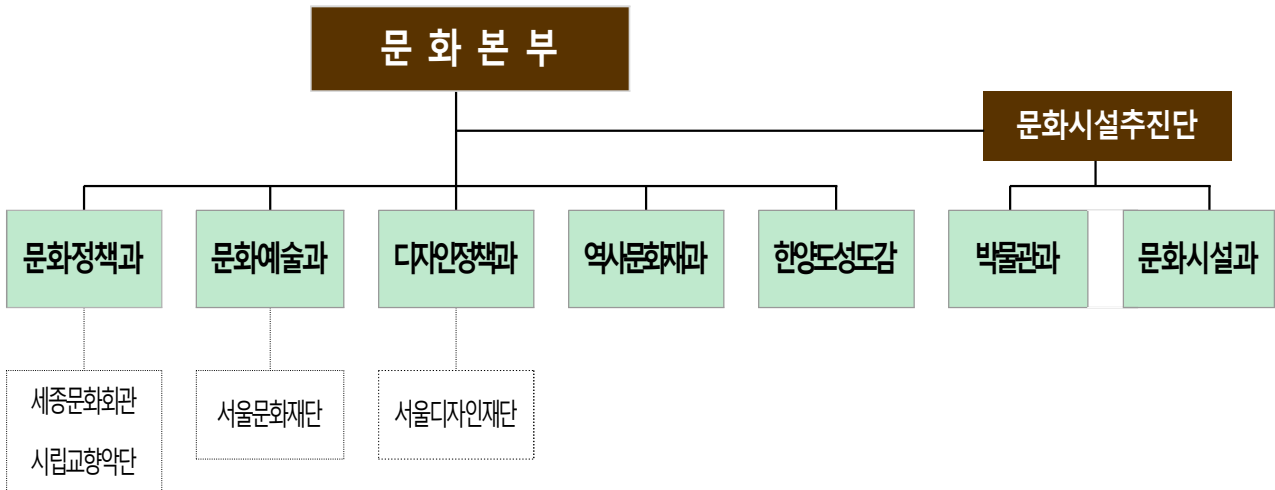 문 화 본 부
문화시설추진단
문화정책과
문화예술과
디자인정책과
역사문화재과
한양도성도감
박물관과
문화시설과
세종문화회관
시립교향악단
서울문화재단
서울디자인재단